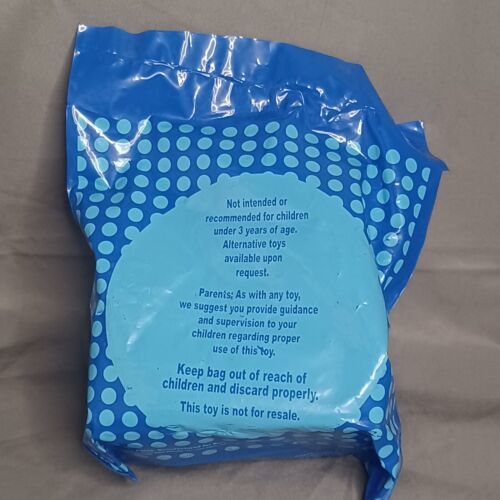 Not intended or
recommended for children
under 3 years of age.
Alternative toys
available upon
request.
Parents; As with any toy,
we suggest you provide guidance
and supervision to your
children regarding proper
use of this toy.
Keep bag out of reach of
children and discard properly.
This toy is not for resale.